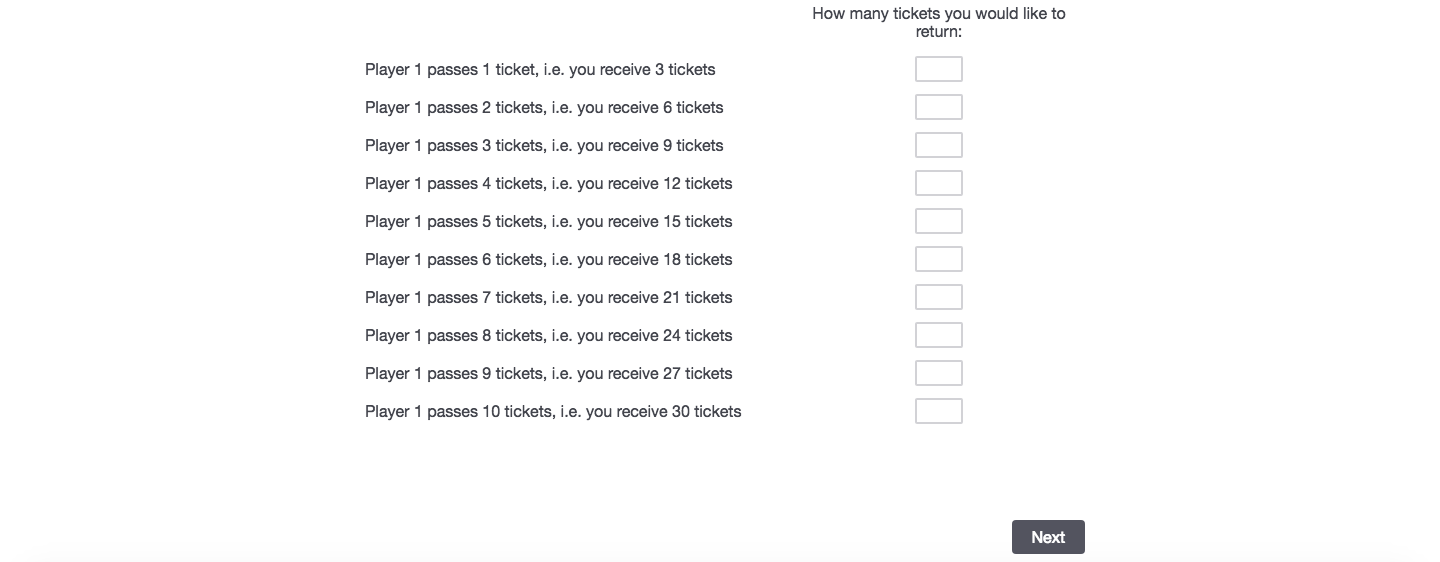 How many tickets you would like to
return:
Player 1 passes 1 ticket, i.e. you receive 3 tickets
Player 1 passes 2 tickets, i.e. you receive 6 tickets
Player 1 passes 3 tickets, i.e. you receive 9 tickets
Player 1 passes 4 tickets, i.e. you receive 12 tickets
Player 1 passes 5 tickets, i.e. you receive 15 tickets
Player 1 passes 6 tickets, i.e. you receive 18 tickets
Player 1 passes 7 tickets, i.e. you receive 21 tickets
Player 1 passes 8 tickets, i.e. you receive 24 tickets
Player 1 passes 9 tickets, i.e. you receive 27 tickets
Player 1 passes 10 tickets, i.e. you receive 30 tickets
Next